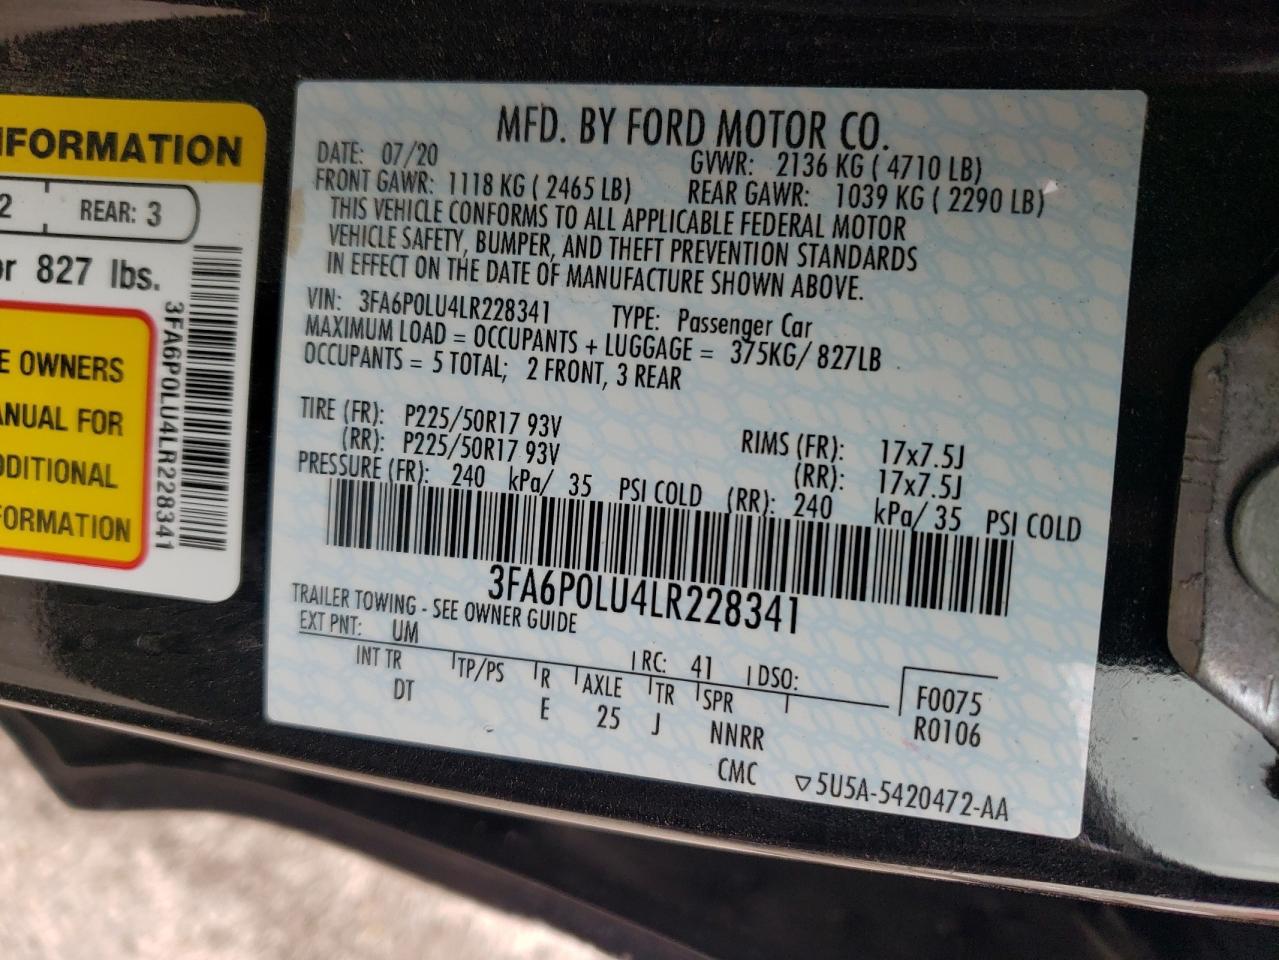 IFORMATION
2 REAR: 3
or 827 lbs.
E OWNERS
ANUAL FOR
DDITIONAL
FORMATION
3FA6P0LU4LR228341
MFD. BY FORD MOTOR CO.
DATE: 07/20 GVWR: 2136 KG ( 4710 LB)
FRONT GAWR: 1118 KG ( 2465 LB) REAR GAWR: 1039 KG ( 2290 LB)
THIS VEHICLE CONFORMS TO ALL APPLICABLE FEDERAL MOTOR
VEHICLE SAFETY, BUMPER, AND THEFT PREVENTION STANDARDS
IN EFFECT ON THE DATE OF MANUFACTURE SHOWN ABOVE.
VIN: 3FA6P0LU4LR228341 TYPE: Passenger Car
MAXIMUM LOAD = OCCUPANTS + LUGGAGE = 375KG/ 827LB
OCCUPANTS = 5 TOTAL; 2 FRONT, 3 REAR
TIRE (FR): P225/50R17 93V RIMS (FR): 17x7.5J
(RR): P225/50R17 93V (RR): 17x7.5J
PRESSURE (FR): 240 kPa/ 35 PSI COLD (RR): 240 kPa/ 35 PSI COLD
3FA6P0LU4LR228341
TRAILER TOWING - SEE OWNER GUIDE
EXT PNT: UM RC: 41 DSO:
INT TR TP/PS R AXLE TR SPR F0075
DT E 25 J NNRR R0106
CMC ▽5U5A-5420472-AA